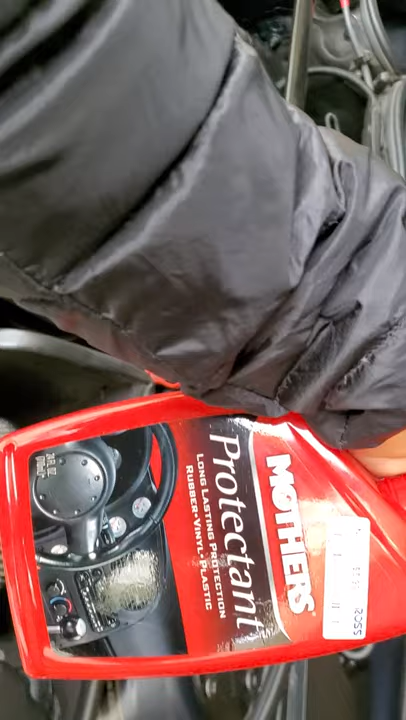 MOTHERS®
Protectant
LONG LASTING PROTECTION
RUBBER•VINYL•PLASTIC